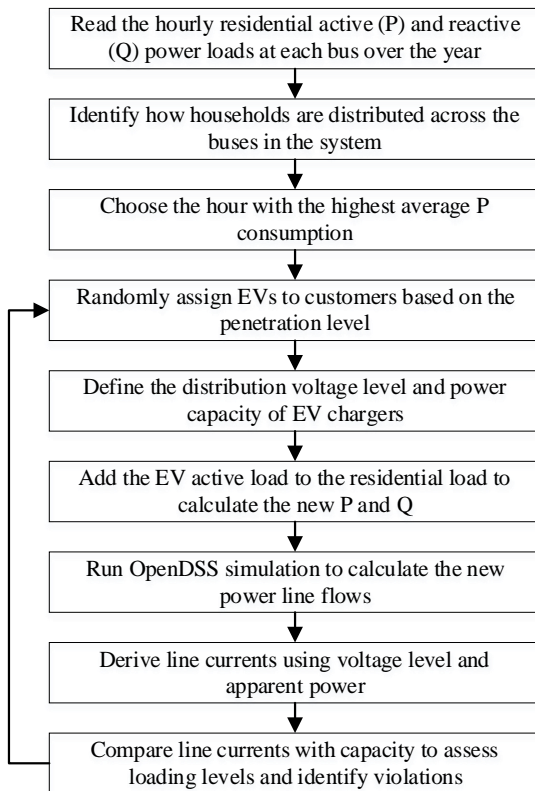 Read the hourly residential active (P) and reactive
(Q) power loads at each bus over the year
Identify how households are distributed across the
buses in the system
Choose the hour with the highest average P
consumption
Randomly assign EVs to customers based on the
penetration level
Define the distribution voltage level and power
capacity of EV chargers
Add the EV active load to the residential load to
calculate the new P and Q
Run OpenDSS simulation to calculate the new
power line flows
Derive line currents using voltage level and
apparent power
Compare line currents with capacity to assess
loading levels and identify violations